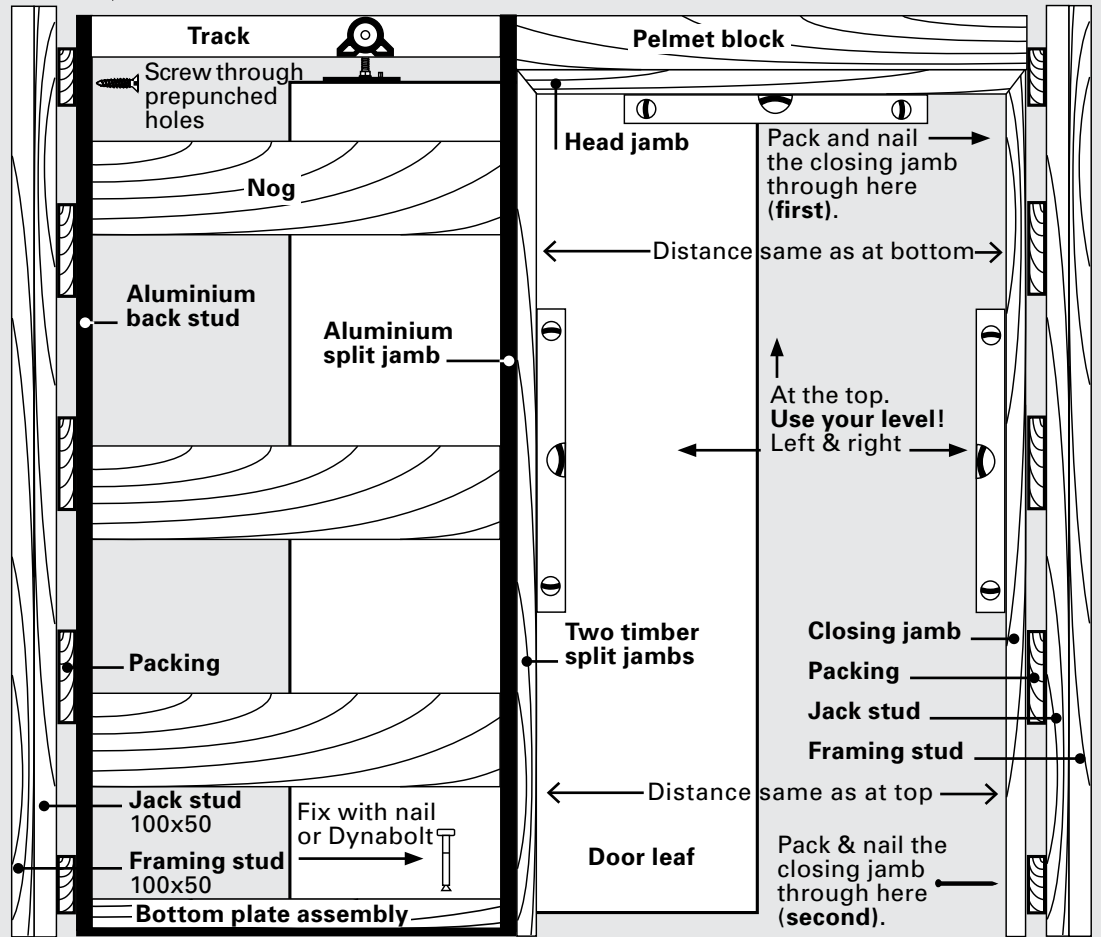 Track
Pelmet block
Screw through
prepunched
holes
Head jamb
Pack and nail
the closing jamb
through here
(first).
Nog
Distance same as at bottom
Aluminium
back stud
Aluminium
split jamb
At the top.
Use your level!
Left & right
Two timber
split jambs
Closing jamb
Packing
Packing
Jack stud
Framing stud
Distance same as at top
Jack stud
100x50
Fix with nail
or Dynabolt
Framing stud
100x50
Door leaf
Pack & nail the
closing jamb
through here
(second).
Bottom plate assembly